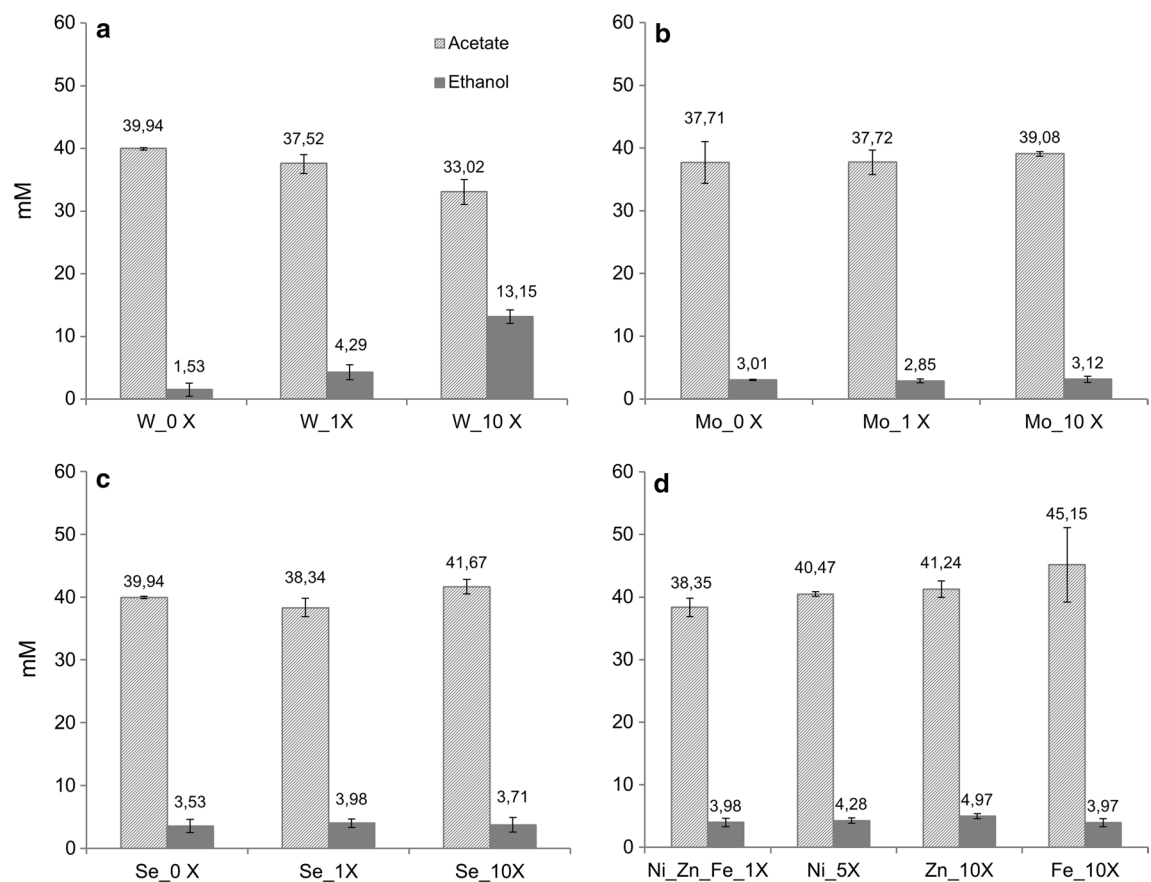 a
Acetate
Ethanol
60
50
40
30
20
10
0
mM
39,94
1,53
37,52
4,29
33,02
13,15
W_0 X
W_1X
W_10 X
b
60
50
40
30
20
10
0
37,71
3,01
37,72
2,85
39,08
3,12
Mo_0 X
Mo_1 X
Mo_10 X
c
60
50
40
30
20
10
0
mM
39,94
3,53
38,34
3,98
41,67
3,71
Se_0 X
Se_1X
Se_10X
d
60
50
40
30
20
10
0
38,35
3,98
40,47
4,28
41,24
4,97
45,15
3,97
Ni_Zn_Fe_1X
Ni_5X
Zn_10X
Fe_10X